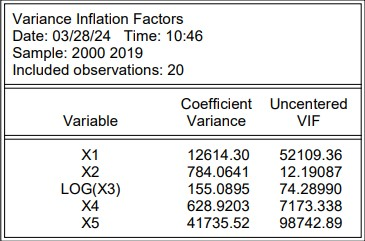 Variance Inflation Factors
Date: 03/28/24 Time: 10:46
Sample: 2000 2019
Included observations: 20
Coefficient Uncentered
Variable Variance VIF
X1 12614.30 52109.36
X2 784.0641 12.19087
LOG(X3) 155.0895 74.28990
X4 628.9203 7173.338
X5 41735.52 98742.89